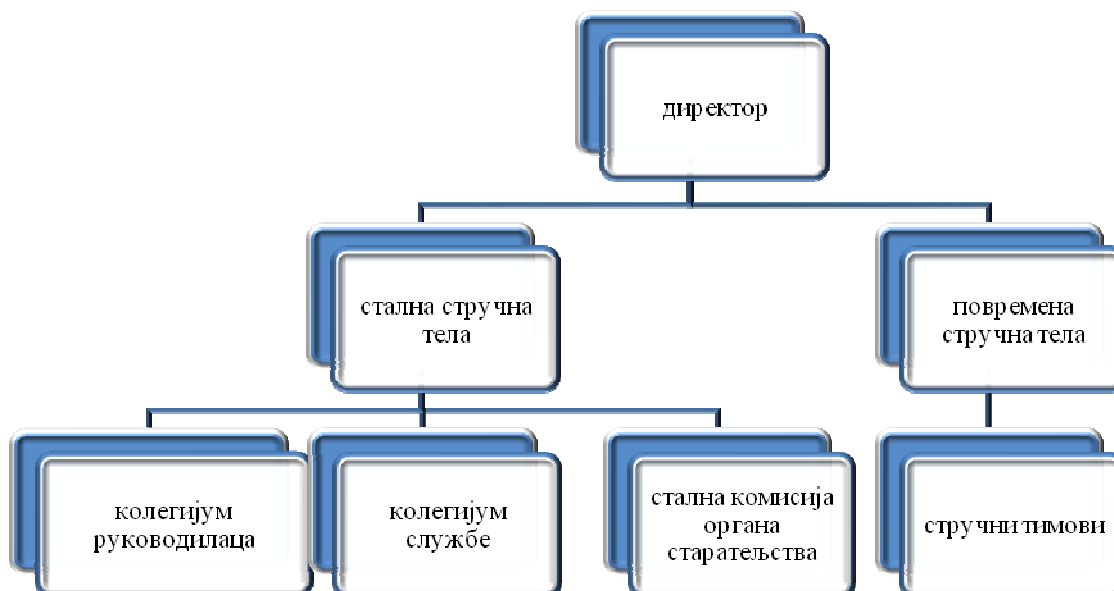 директор
стална стручна
тела
повремена
стручна тела
колегијум
руководилаца
колегијум
службе
стална комисија
органа
старатељства
стручни тимови